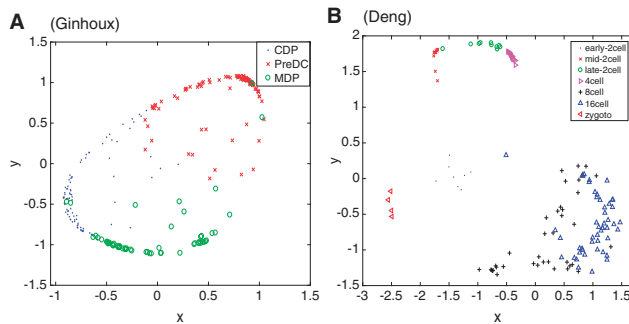 A (Ginhoux)
1.5
1
0.5
0
-0.5
-1
-1.5
y
-1 -0.5 0 0.5 1 1.5
x
CDP
PreDC
MDP
B (Deng)
2
1.5
1
0.5
0
-0.5
-1
-1.5
y
-3 -2.5 -2 -1.5 -1 -0.5 0 0.5 1 1.5
x
early-2cell
mid-2cell
late-2cell
4cell
8cell
16cell
zygoto